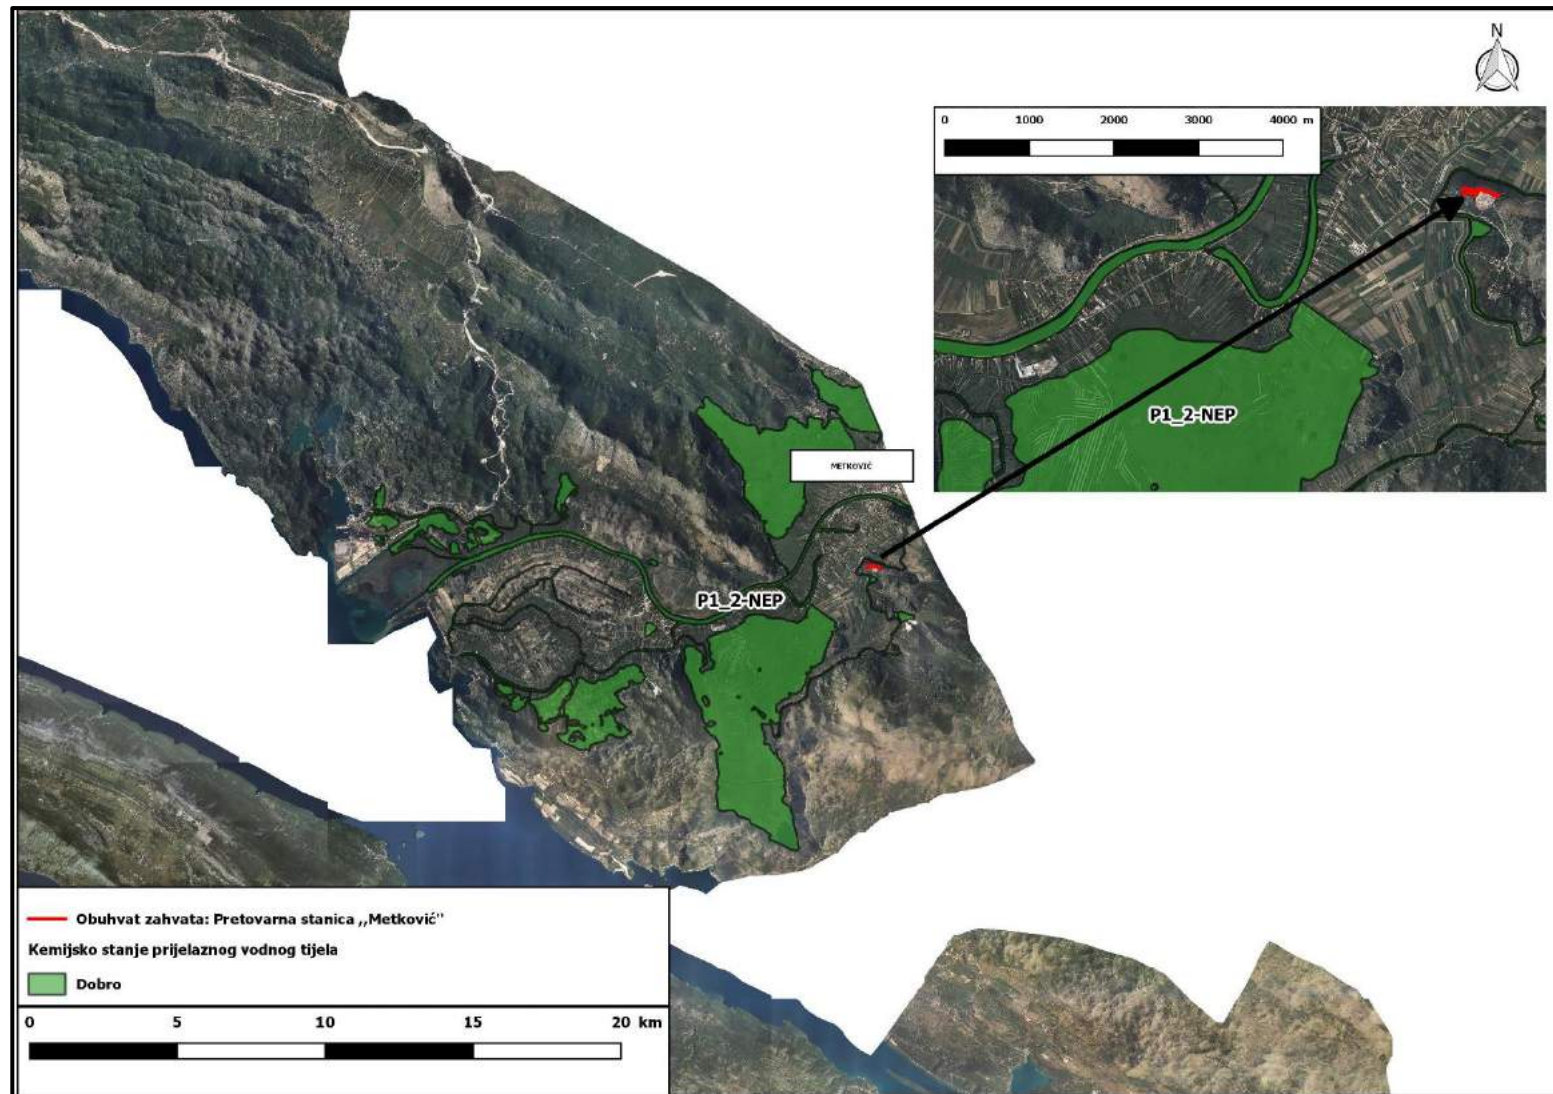 N
0 1000 2000 3000 4000 m
P1_2-NEP
METKOVIĆ
P1_2-NEP
Obuhvat zahvata: Pretovarna stanica ,,Metković"
Kemijsko stanje prijelaznog vodnog tijela
Dobro
0 5 10 15 20 km